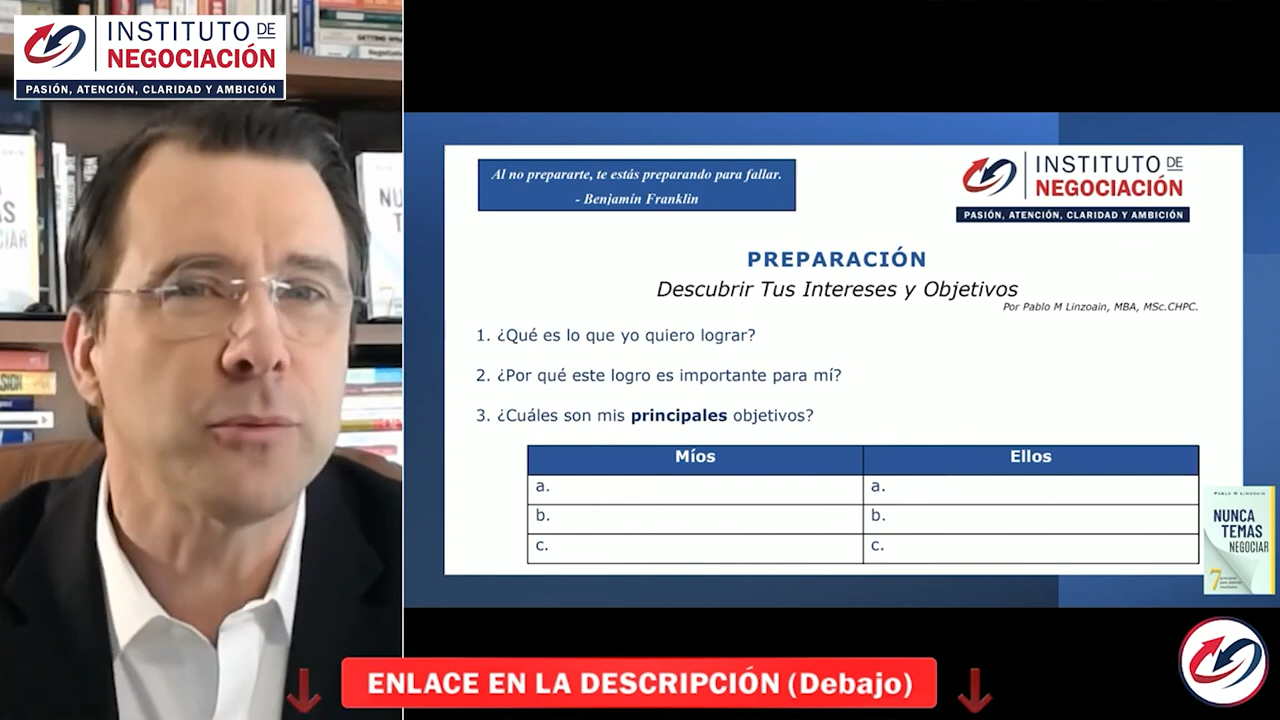 INSTITUTO DE
NEGOCIACIÓN
PASIÓN, ATENCIÓN, CLARIDAD Y AMBICIÓN
Al no prepararte, te estás preparando para fallar.
- Benjamín Franklin
INSTITUTO DE
NEGOCIACIÓN
PASIÓN, ATENCIÓN, CLARIDAD Y AMBICIÓN
PREPARACIÓN
Descubrir Tus Intereses y Objetivos
Por Pablo M Linzoain, MBA, MSc.CHPC.
1. ¿Qué es lo que yo quiero lograr?
2. ¿Por qué este logro es importante para mí?
3. ¿Cuáles son mis principales objetivos?
Míos Ellos
a. a.
b. b.
c. c.
PABLO M LINZOAIN
NUNCA
TEMAS
NEGOCIAR
7
ENLACE EN LA DESCRIPCIÓN (Debajo)